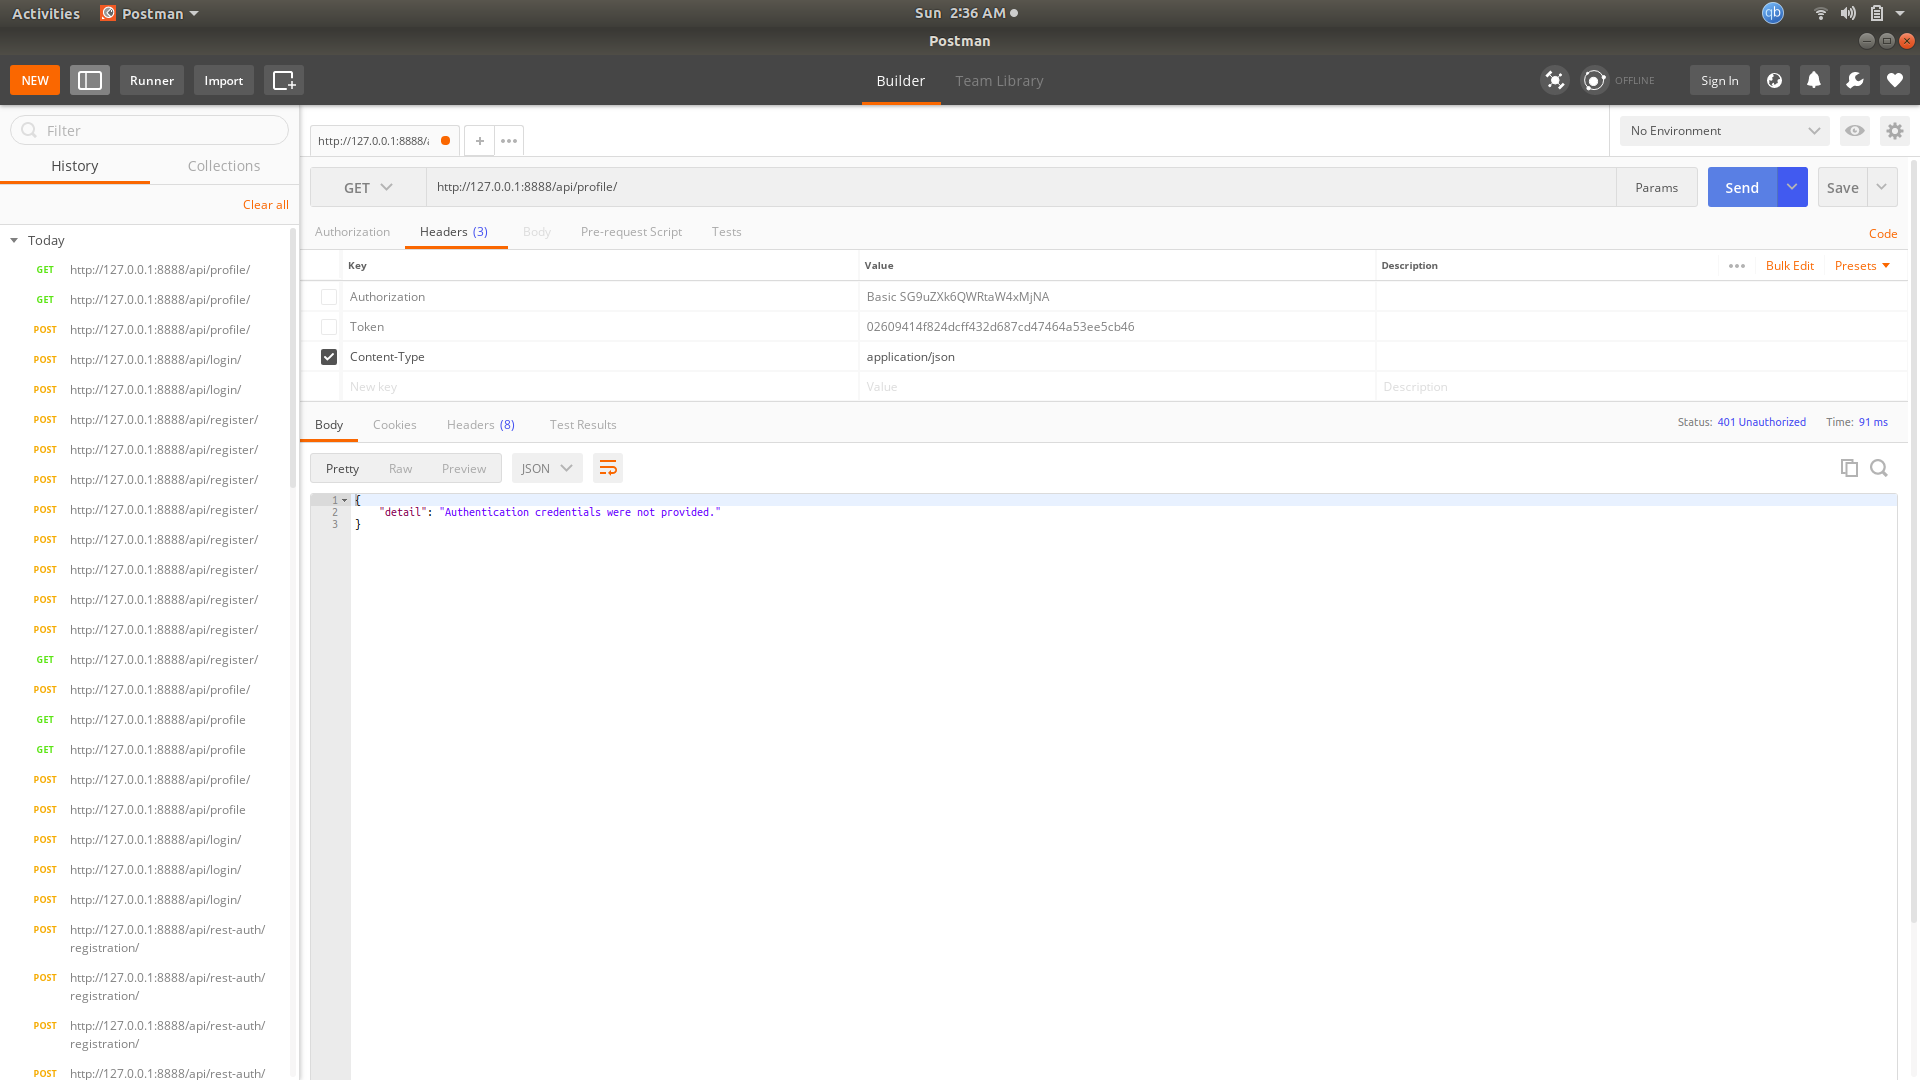 Activities Postman Sun 2:36 AM qb
Postman
NEW Runner Import Builder Team Library OFFLINE Sign In
Filter
History Collections
Clear all
Today
GET http://127.0.0.1:8888/api/profile/
GET http://127.0.0.1:8888/api/profile/
POST http://127.0.0.1:8888/api/profile/
POST http://127.0.0.1:8888/api/login/
POST http://127.0.0.1:8888/api/login/
POST http://127.0.0.1:8888/api/register/
POST http://127.0.0.1:8888/api/register/
POST http://127.0.0.1:8888/api/register/
POST http://127.0.0.1:8888/api/register/
POST http://127.0.0.1:8888/api/register/
POST http://127.0.0.1:8888/api/register/
POST http://127.0.0.1:8888/api/register/
POST http://127.0.0.1:8888/api/register/
GET http://127.0.0.1:8888/api/register/
POST http://127.0.0.1:8888/api/profile/
GET http://127.0.0.1:8888/api/profile
GET http://127.0.0.1:8888/api/profile
POST http://127.0.0.1:8888/api/profile/
POST http://127.0.0.1:8888/api/profile
POST http://127.0.0.1:8888/api/login/
POST http://127.0.0.1:8888/api/login/
POST http://127.0.0.1:8888/api/login/
POST http://127.0.0.1:8888/api/rest-auth/
registration/
POST http://127.0.0.1:8888/api/rest-auth/
registration/
POST http://127.0.0.1:8888/api/rest-auth/
registration/
POST http://127.0.0.1:8888/api/rest-auth/
http://127.0.0.1:8888/ + ••• No Environment
GET http://127.0.0.1:8888/api/profile/ Params Send Save
Authorization Headers (3) Body Pre-request Script Tests Code
Key Value Description ••• Bulk Edit Presets
Authorization Basic SG9uZXk6QWRtaW4xMjNA
Token 02609414f824dcff432d687cd47464a53ee5cb46
Content-Type application/json
New key Value Description
Body Cookies Headers (8) Test Results Status: 401 Unauthorized Time: 91 ms
Pretty Raw Preview JSON
1 {
2 "detail": "Authentication credentials were not provided."
3 }